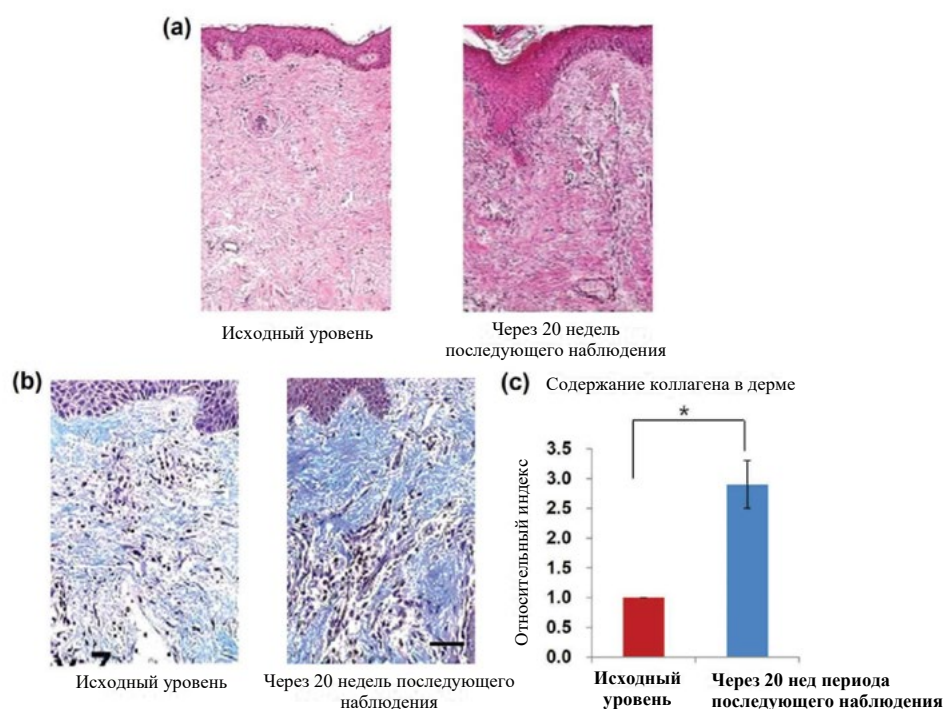 (a)
Исходный уровень
Через 20 недель
последующего наблюдения
(b)
Исходный уровень
Через 20 недель последующего
наблюдения
(c) Содержание коллагена в дерме
*
Относительный индекс
3.5
3.0
2.5
2.0
1.5
1.0
0.5
0.0
Исходный
уровень
Через 20 нед периода
последующего наблюдения